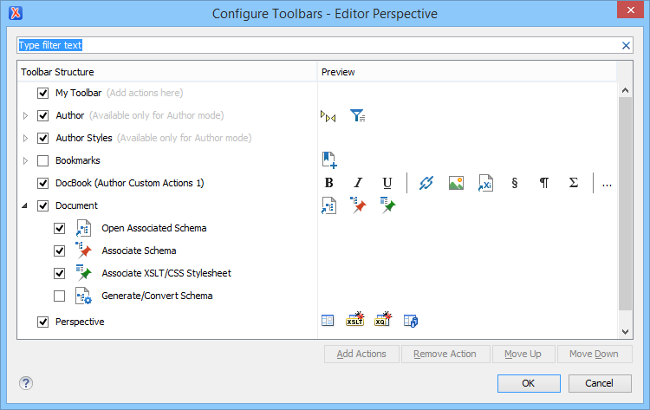 Configure Toolbars - Editor Perspective
Type filter text
Toolbar Structure Preview
My Toolbar (Add actions here)
Author (Available only for Author mode)
Author Styles (Available only for Author mode)
Bookmarks
DocBook (Author Custom Actions 1) B I U § ¶ Σ ...
Document
Open Associated Schema
Associate Schema
Associate XSLT/CSS Stylesheet
Generate/Convert Schema
Perspective XSLT XQ
Add Actions Remove Action Move Up Move Down
? OK Cancel